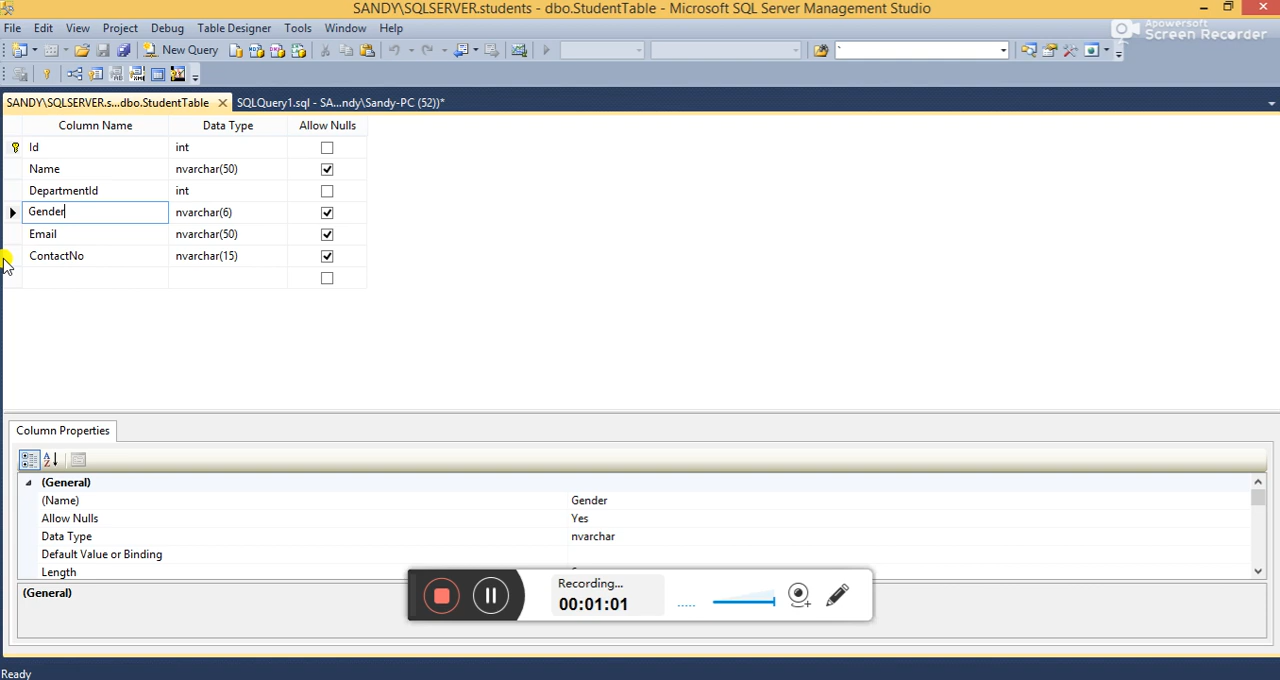 SANDY\SQLSERVER.students - dbo.StudentTable - Microsoft SQL Server Management Studio
File Edit View Project Debug Table Designer Tools Window Help
Apowersoft
Screen Recorder
New Query
SANDY\SQLSERVER.s...dbo.StudentTable SQLQuery1.sql - SA...ndy\Sandy-PC (52))*
Column Name Data Type Allow Nulls
Id int
Name nvarchar(50)
DepartmentId int
Gender nvarchar(6)
Email nvarchar(50)
ContactNo nvarchar(15)
Column Properties
(General)
(Name) Gender
Allow Nulls Yes
Data Type nvarchar
Default Value or Binding
Length
(General)
Recording...
00:01:01
Ready